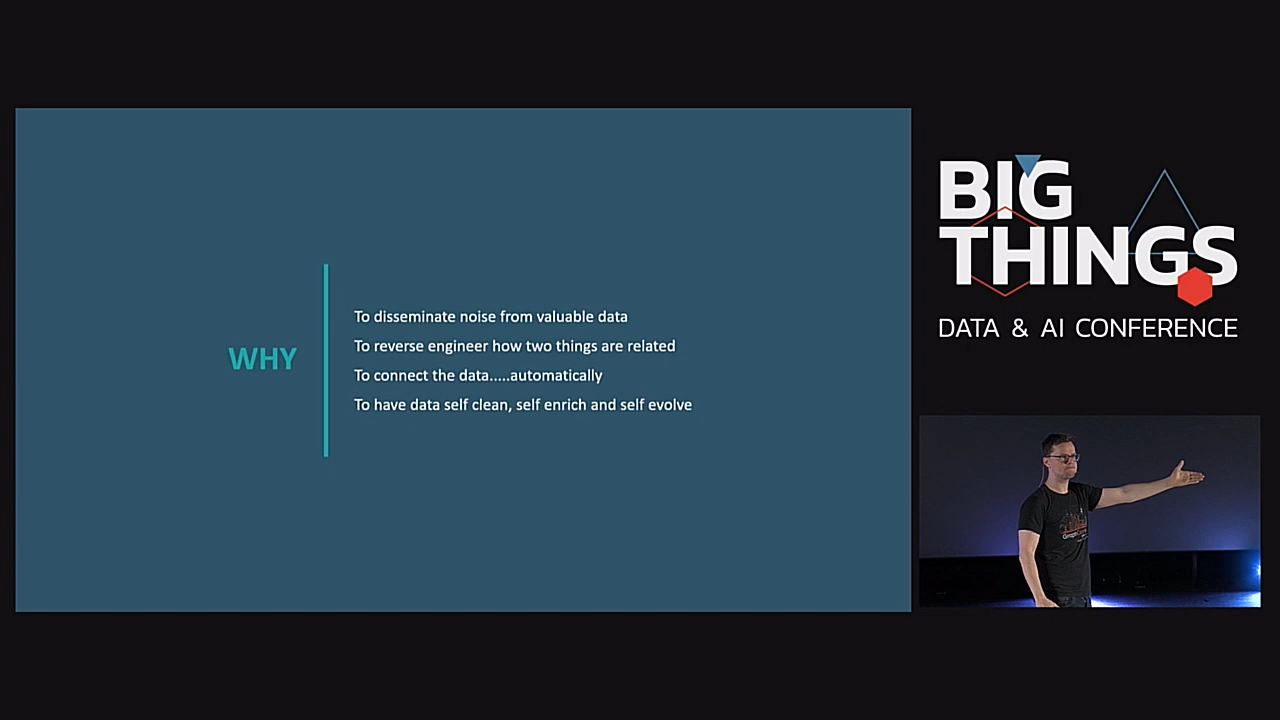 WHY
To disseminate noise from valuable data
To reverse engineer how two things are related
To connect the data.....automatically
To have data self clean, self enrich and self evolve
BIG
THINGS
DATA & AI CONFERENCE